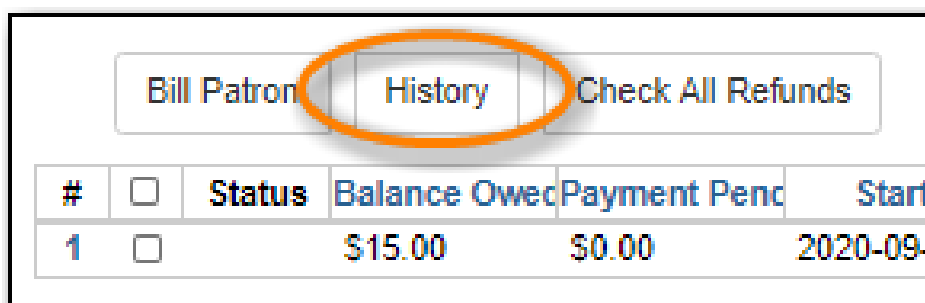 Bill Patron History Check All Refunds
# Status Balance Owed Payment Pend Start
1 $15.00 $0.00 2020-09-